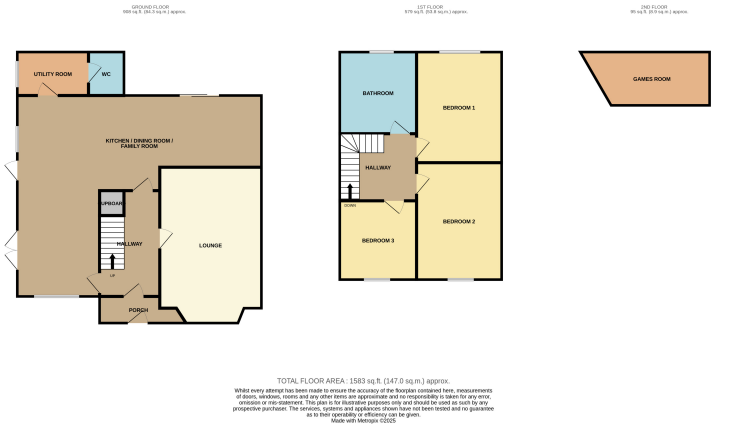 GROUND FLOOR
908 sq.ft. (84.3 sq.m.) approx.
1ST FLOOR
579 sq.ft. (53.8 sq.m.) approx.
2ND FLOOR
96 sq.ft. (8.9 sq.m.) approx.
UTILITY ROOM
WC
KITCHEN / DINING ROOM /
FAMILY ROOM
UPBOAR
HALLWAY
UP
LOUNGE
PORCH
BATHROOM
BEDROOM 1
HALLWAY
DOWN
BEDROOM 2
BEDROOM 3
GAMES ROOM
TOTAL FLOOR AREA : 1583 sq.ft. (147.0 sq.m.) approx.
Whilst every attempt has been made to ensure the accuracy of the floorplan contained here, measurements
of doors, windows, rooms and any other items are approximate and no responsibility is taken for any error,
omission or mis-statement. This plan is for illustrative purposes only and should be used as such by any
prospective purchaser. The services, systems and appliances shown have not been tested and no guarantee
as to their operability or efficiency can be given.
Made with Metropix ©2025